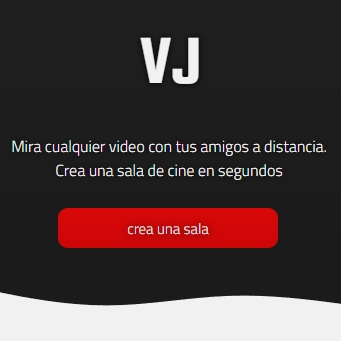 VJ
Mira cualquier video con tus amigos a distancia.
Crea una sala de cine en segundos
crea una sala